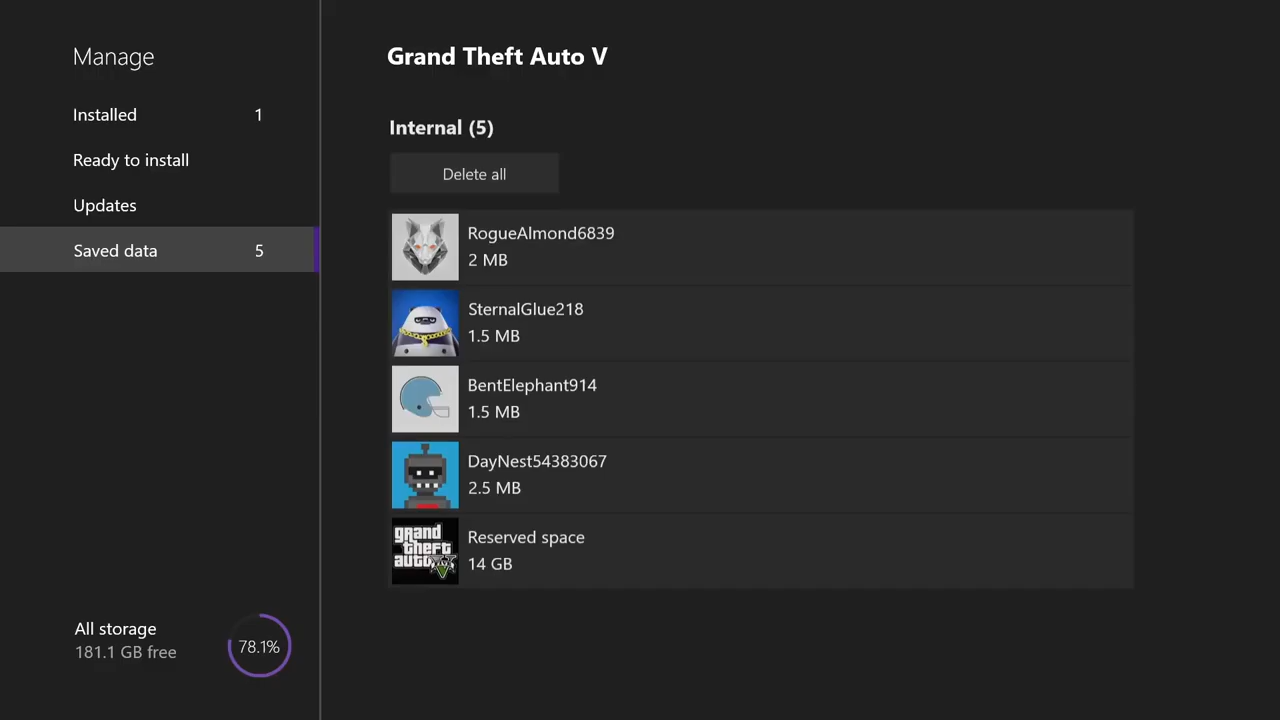 Manage
Installed 1
Ready to install
Updates
Saved data 5
All storage
181.1 GB free
78.1%
Grand Theft Auto V
Internal (5)
Delete all
RogueAlmond6839
2 MB
SternalGlue218
1.5 MB
BentElephant914
1.5 MB
DayNest54383067
2.5 MB
grand
theft
auto V
Reserved space
14 GB